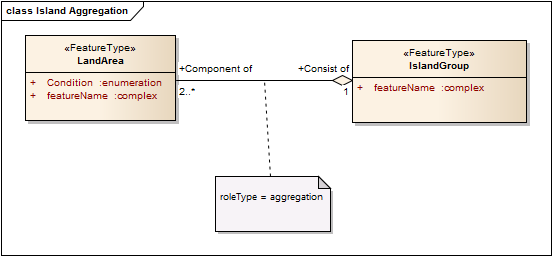 class Island Aggregation
«FeatureType»
LandArea
+ Condition :enumeration
+ featureName :complex
+Component of
2..*
+Consist of
1
«FeatureType»
IslandGroup
+ featureName :complex
roleType = aggregation